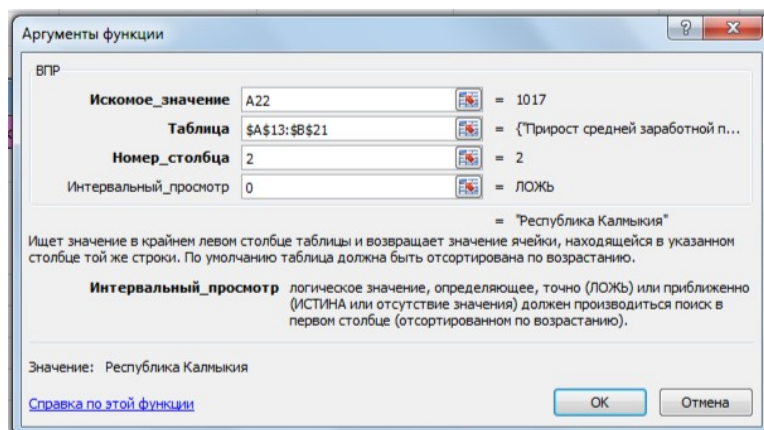 Аргументы функции
ВПР
Искомое_значение A22 = 1017
Таблица $A$13:$B$21 = {"Прирост средней заработной п...
Номер_столбца 2 = 2
Интервальный_просмотр 0 = ЛОЖЬ
= "Республика Калмыкия"
Ищет значение в крайнем левом столбце таблицы и возвращает значение ячейки, находящейся в указанном
столбце той же строки. По умолчанию таблица должна быть отсортирована по возрастанию.
Интервальный_просмотр логическое значение, определяющее, точно (ЛОЖЬ) или приближенно
(ИСТИНА или отсутствие значения) должен производиться поиск в
первом столбце (отсортированном по возрастанию).
Значение: Республика Калмыкия
Справка по этой функции
ОК Отмена